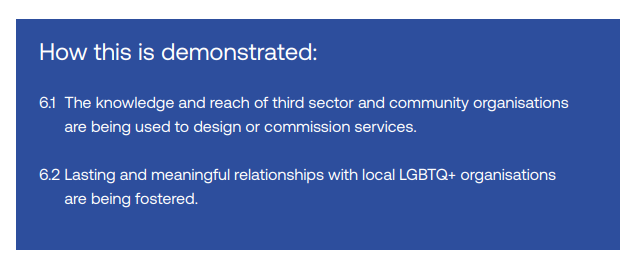 How this is demonstrated:
6.1 The knowledge and reach of third sector and community organisations
are being used to design or commission services.
6.2 Lasting and meaningful relationships with local LGBTQ+ organisations
are being fostered.